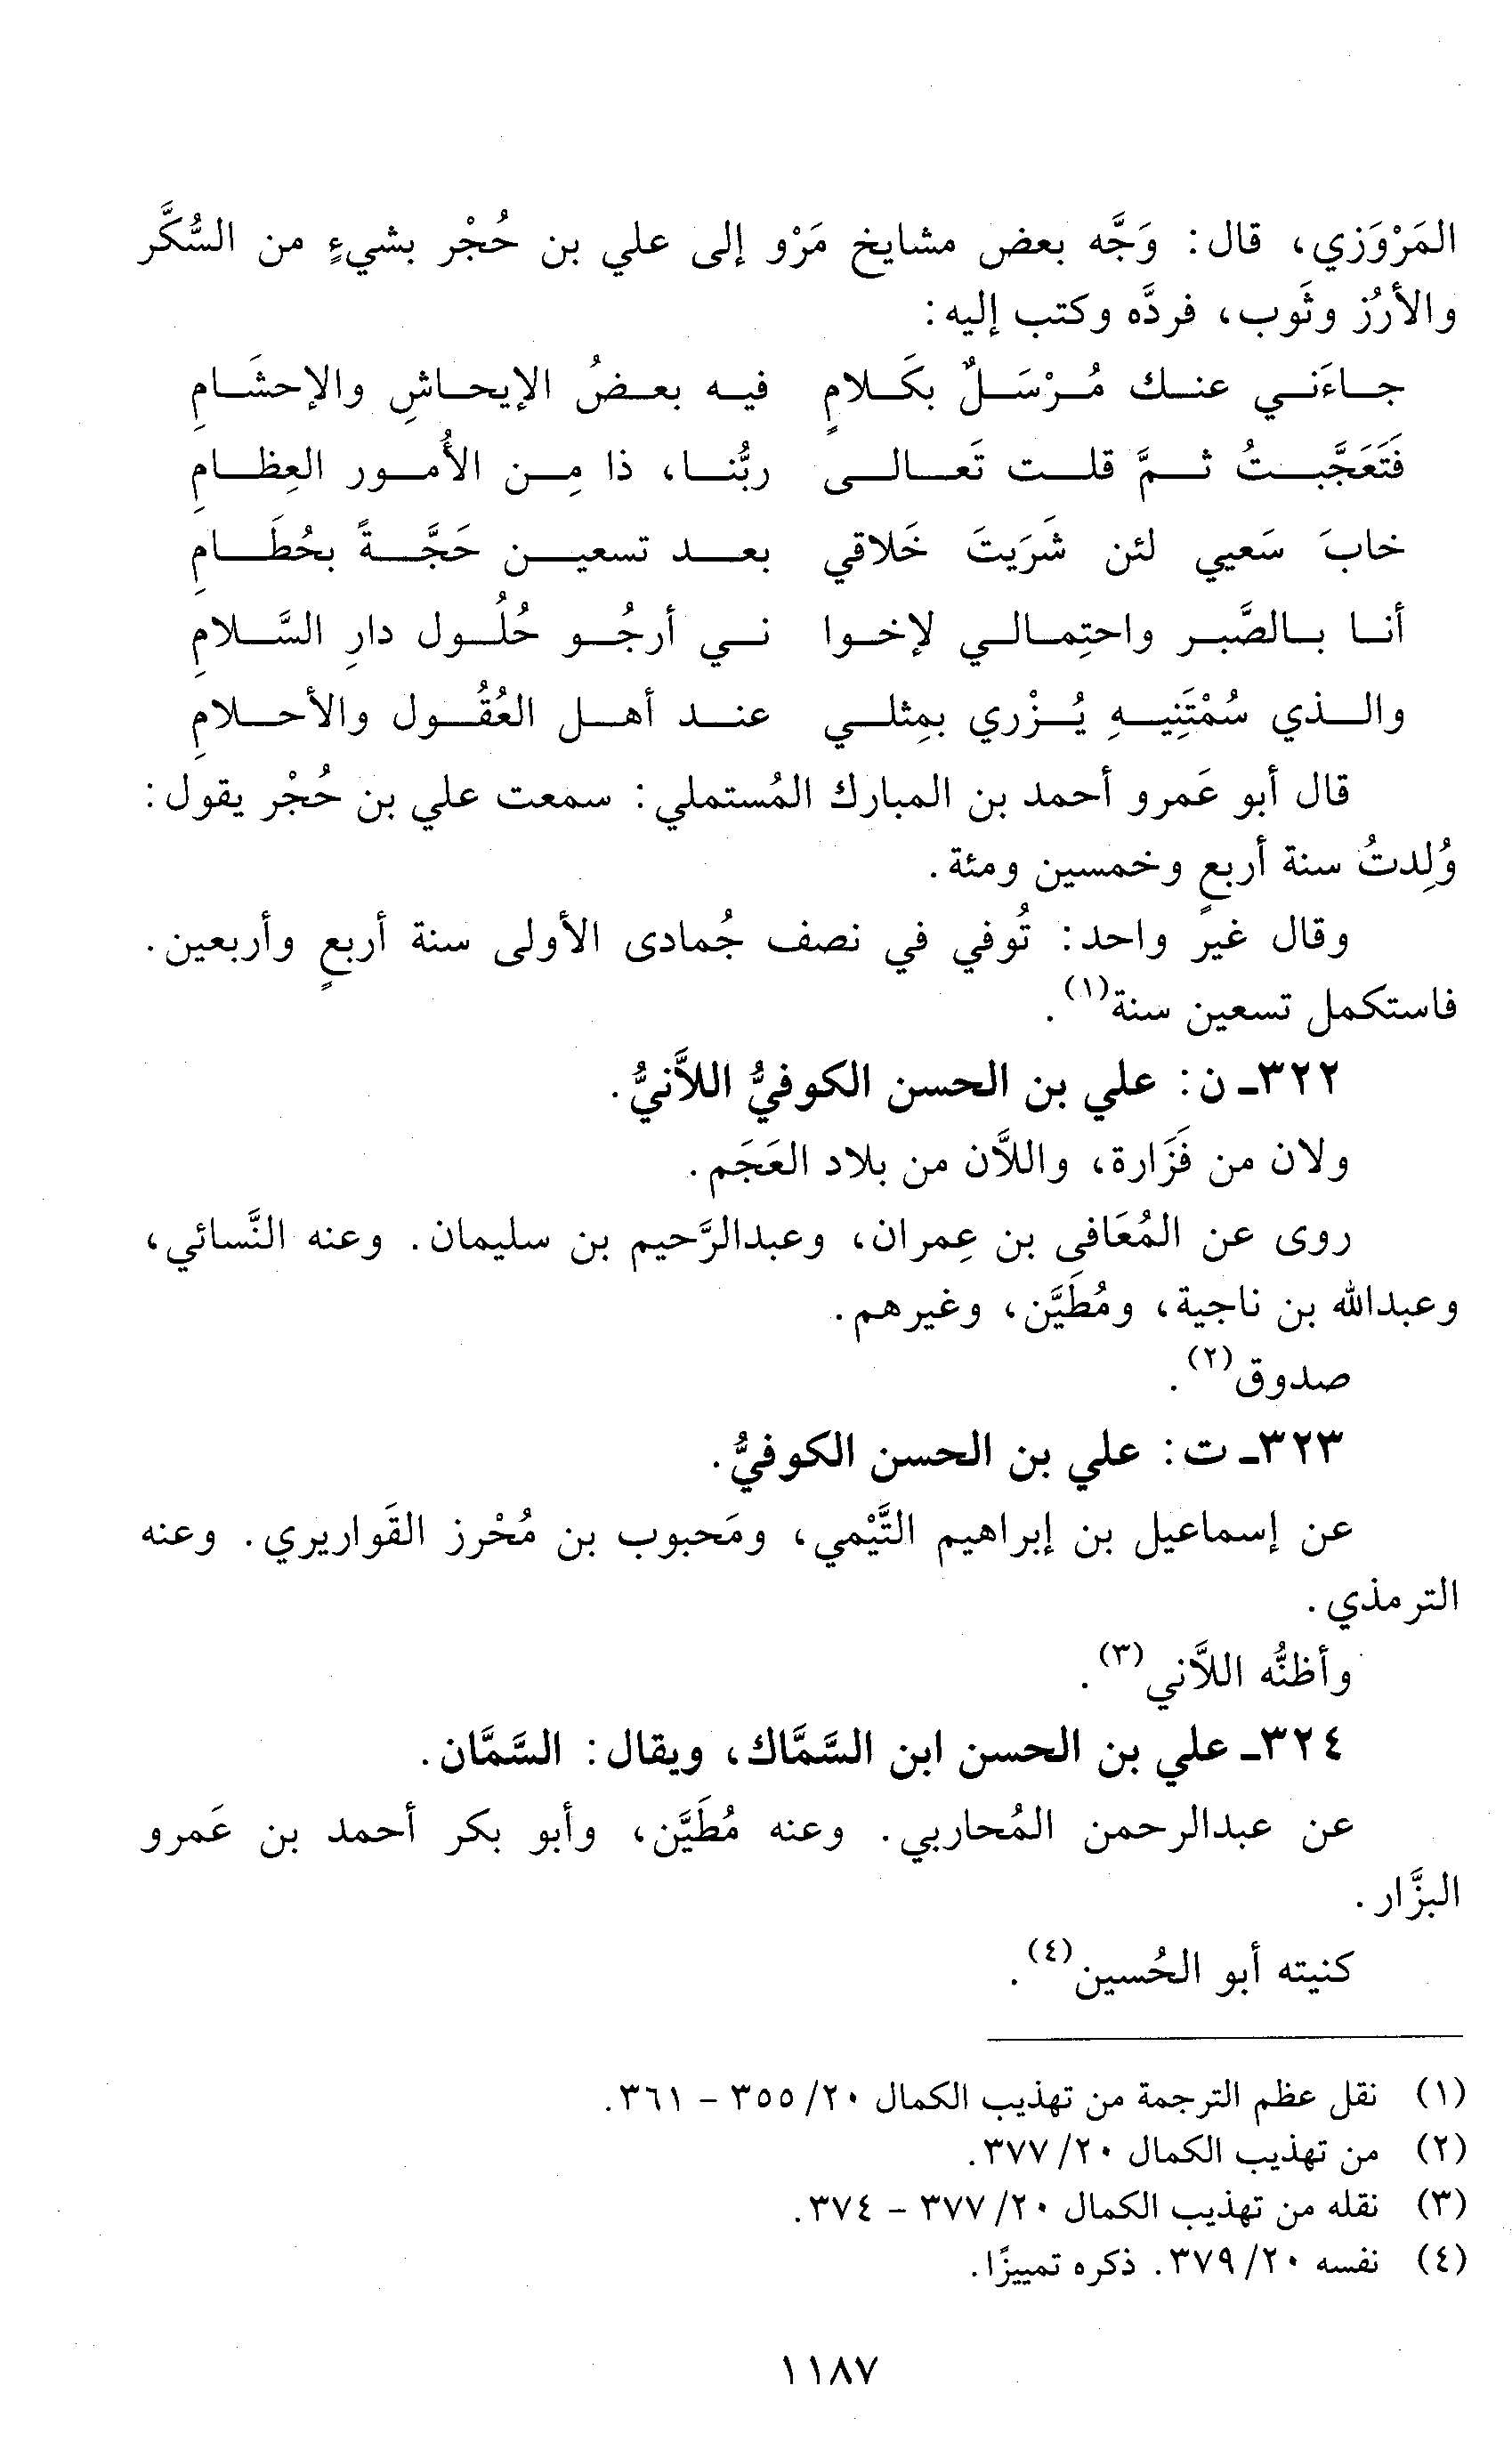 المَرْوَزي، قال: وَجَّه بعض مشايخ مَرْو إلى علي بن حُجْر بشيءٍ من السُّكَّر
والأرُز وثَوب، فردَّه وكتب إليه:
جاءَني عنك مُرْسَلٌ بكَلامٍ فيه بعضُ الإيحاشِ والإحشَامِ
فَتَعَجَّبتُ ثمَّ قلت تَعالى ربُّنا، ذا مِن الأُمور العِظامِ
خابَ سَعيي لئن شَريتَ خَلاقي بعد تسعين حَجَّةً بحُطَامِ
أنا بالصَّبر واحتِمالي لإخوا ني أرجُو حُلُول دارِ السَّلامِ
والذي سُمْتَنِيهِ يُزْري بمِثلي عند أهل العُقُول والأحلامِ
قال أبو عَمرو أحمد بن المبارك المُستملي: سمعت علي بن حُجْر يقول:
وُلِدتُ سنة أربعٍ وخمسين ومئة.
وقال غير واحد: تُوفي في نصف جُمادى الأولى سنة أربعٍ وأربعين.
فاستكمل تسعين سنة(١).
٣٢٢ـ ن: علي بن الحسن الكوفيُّ اللاَّنيُّ.
ولان من فَزَارة، واللاَّن من بلاد العَجَم.
روى عن المُعَافى بن عِمران، وعبدالرَّحيم بن سليمان. وعنه النَّسائي،
وعبدالله بن ناجية، ومُطَيَّن، وغيرهم.
صدوق(٢).
٣٢٣ـ ت: علي بن الحسن الكوفيُّ.
عن إسماعيل بن إبراهيم التَّيْمي، ومَحبوب بن مُحْرز القَواريري. وعنه
الترمذي.
وأظنُّه اللاَّني(٣).
٣٢٤ـ علي بن الحسن ابن السَّمَّاك، ويقال: السَّمَّان.
عن عبدالرحمن المُحاربي. وعنه مُطَيَّن، وأبو بكر أحمد بن عَمرو
البزَّار.
كنيته أبو الحُسين(٤).
(١) نقل عظم الترجمة من تهذيب الكمال ٢٠/ ٣٥٥ – ٣٦١.
(٢) من تهذيب الكمال ٢٠/ ٣٧٧.
(٣) نقله من تهذيب الكمال ٢٠/ ٣٧٧ – ٣٧٤.
(٤) نفسه ٢٠/ ٣٧٩. ذكره تمييزًا.
١١٨٧